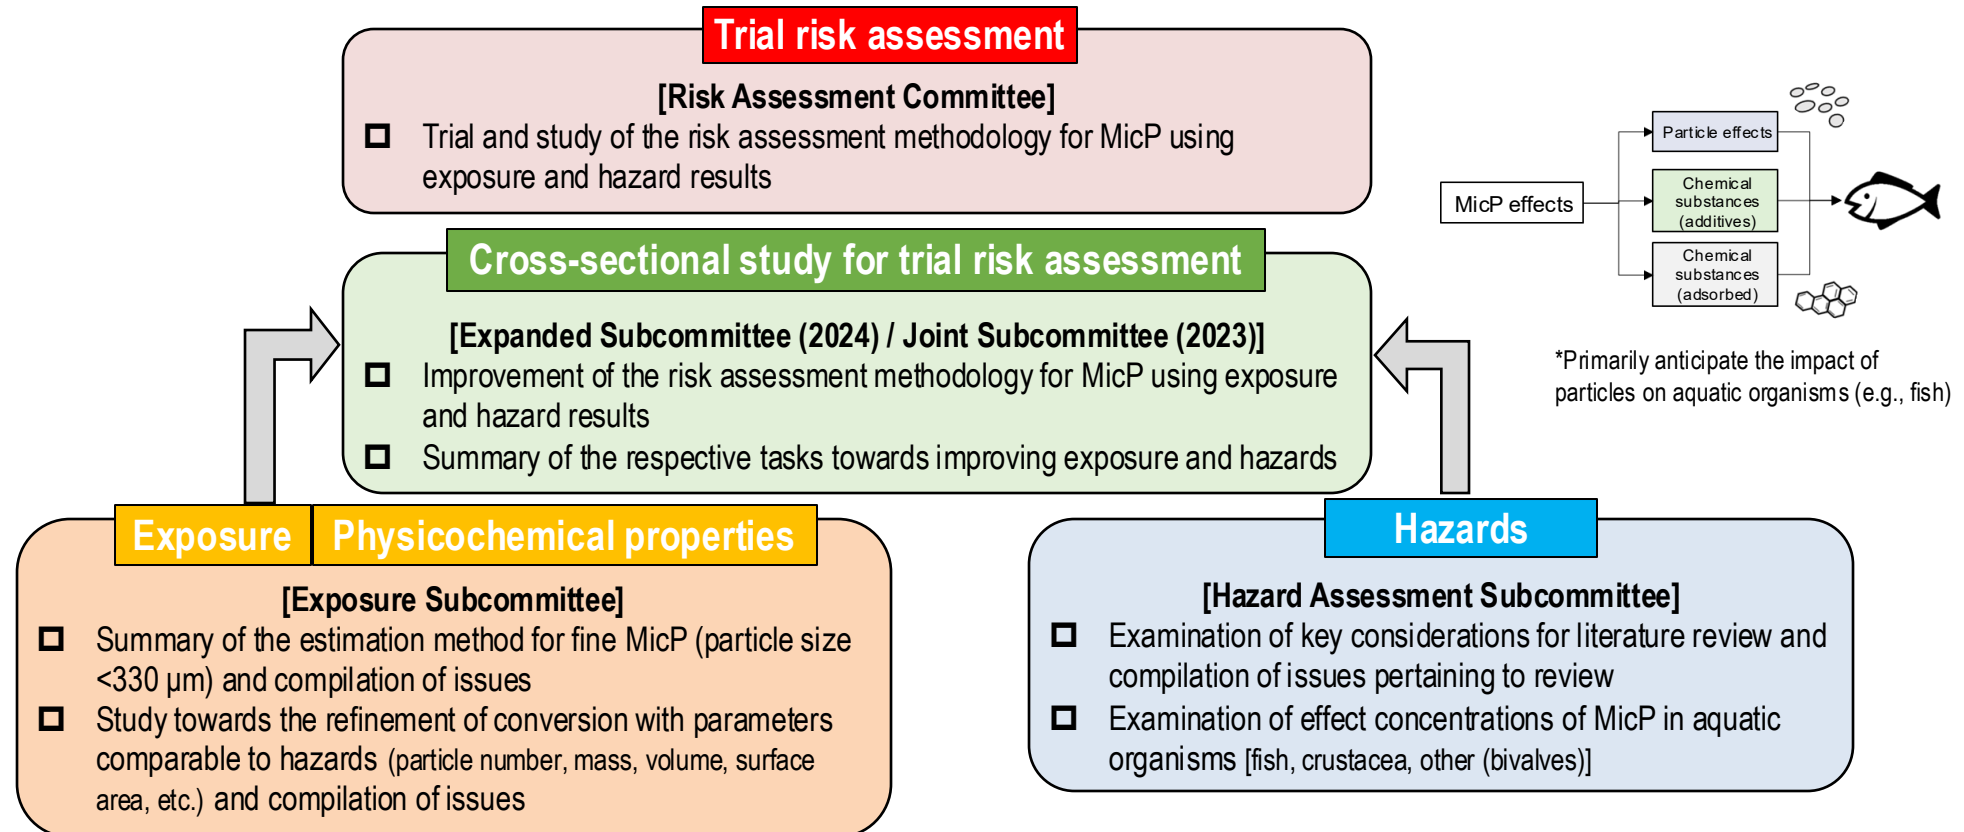 Trial risk assessment
[Risk Assessment Committee]
Trial and study of the risk assessment methodology for MicP using
exposure and hazard results
Cross-sectional study for trial risk assessment
[Expanded Subcommittee (2024) / Joint Subcommittee (2023)]
Improvement of the risk assessment methodology for MicP using exposure
and hazard results
Summary of the respective tasks towards improving exposure and hazards
MicP effects
Particle effects
Chemical
substances
(additives)
Chemical
substances
(adsorbed)
*Primarily anticipate the impact of
particles on aquatic organisms (e.g., fish)
Exposure
Physicochemical properties
[Exposure Subcommittee]
Summary of the estimation method for fine MicP (particle size
<330 μm) and compilation of issues
Study towards the refinement of conversion with parameters
comparable to hazards (particle number, mass, volume, surface
area, etc.) and compilation of issues
Hazards
[Hazard Assessment Subcommittee]
Examination of key considerations for literature review and
compilation of issues pertaining to review
Examination of effect concentrations of MicP in aquatic
organisms [fish, crustacea, other (bivalves)]